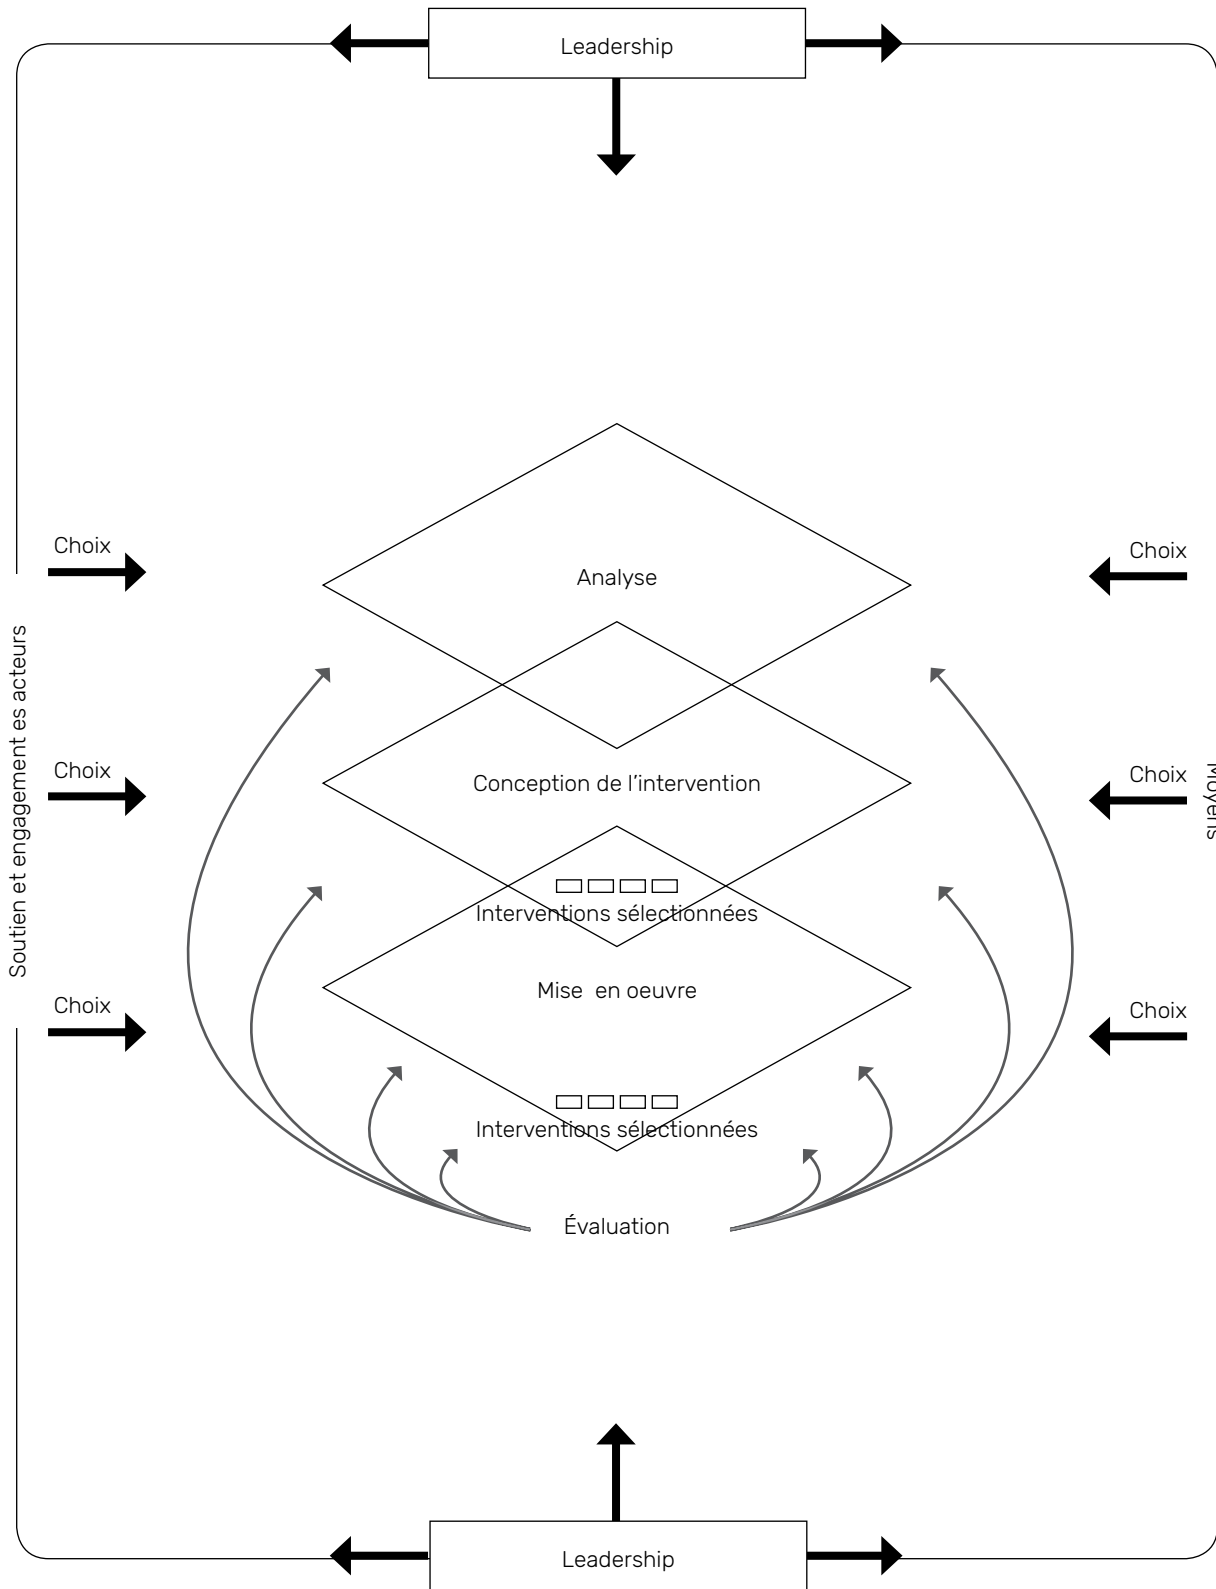 Leadership
Choix
Choix
Analyse
Soutien et engagement es acteurs
Choix
Choix
Conception de l'intervention
Moyens
Interventions sélectionnées
Mise en oeuvre
Choix
Choix
Interventions sélectionnées
Évaluation
Leadership